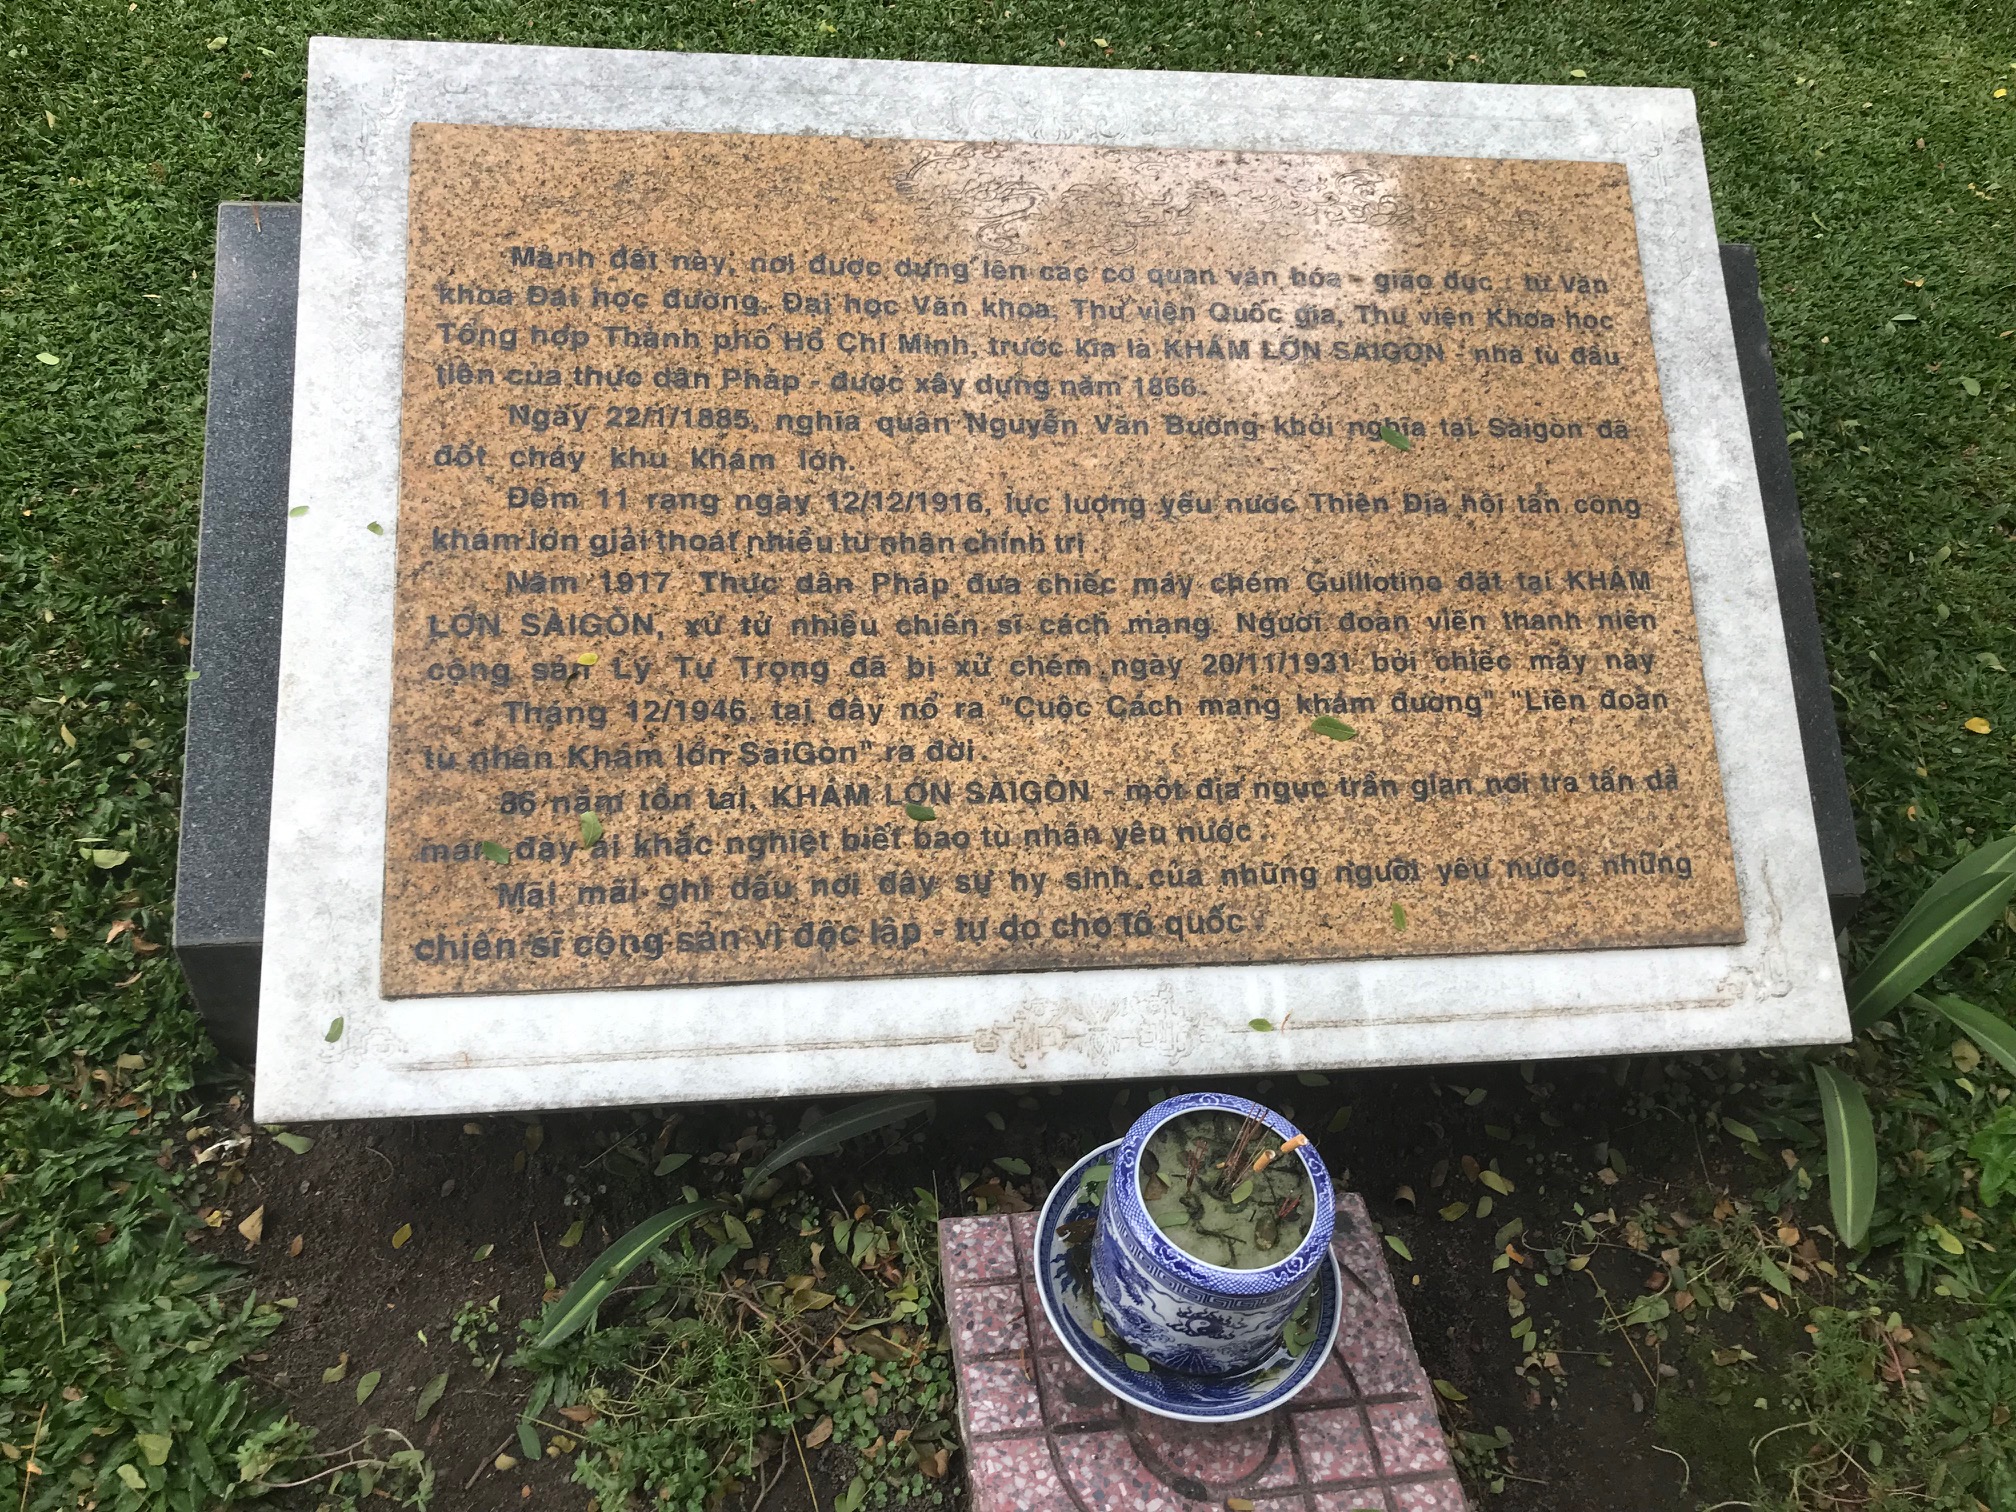 Mảnh đất này, nơi được dựng lên các cơ quan văn hóa - giáo dục : từ Văn
khoa Đại học đường, Đại học Văn khoa, Thư viện Quốc gia, Thư viện Khoa học
Tổng hợp Thành phố Hồ Chí Minh, trước kia là KHÁM LỚN SÀIGÒN - nhà tù đầu
tiên của thực dân Pháp - được xây dựng năm 1866.
Ngày 22/1/1885, nghĩa quân Nguyễn Văn Bường khởi nghĩa tại Sàigòn đã
đốt cháy khu Khám lớn.
Đêm 11 rạng ngày 12/12/1916, lực lượng yêu nước Thiên Địa hội tấn công
khám lớn giải thoát nhiều tù nhân chính trị.
Năm 1917 Thực dân Pháp đưa chiếc máy chém Guillotine đặt tại KHÁM
LỚN SÀIGÒN, xử tử nhiều chiến sĩ cách mạng. Người đoàn viên thanh niên
cộng sản Lý Tự Trọng đã bị xử chém ngày 20/11/1931 bởi chiếc máy này
Tháng 12/1946, tại đây nổ ra "Cuộc Cách mạng khám đường" "Liên đoàn
tù nhân Khám lớn SaiGòn" ra đời.
86 năm tồn tại, KHÁM LỚN SÀIGÒN - một địa ngục trần gian nơi tra tấn dã
man đày ải khắc nghiệt biết bao tù nhân yêu nước.
Mãi mãi ghi dấu nơi đây sự hy sinh của những người yêu nước, những
chiến sĩ cộng sản vì độc lập - tự do cho tổ quốc.